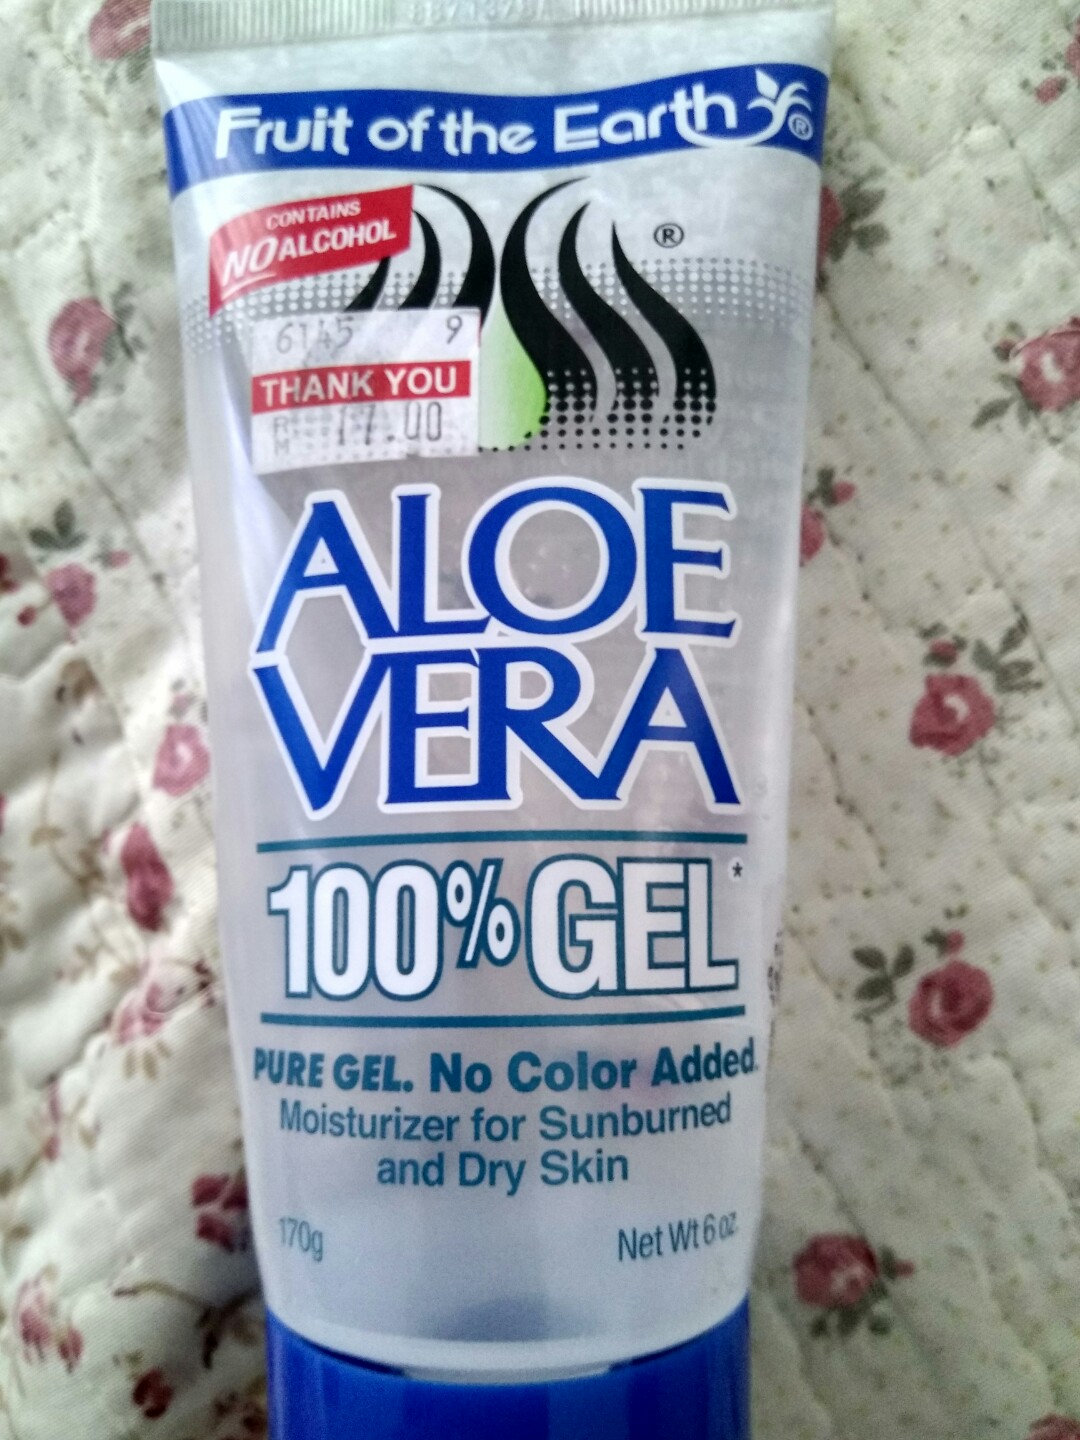 Fruit of the Earth ®
CONTAINS
NO ALCOHOL
®
6145 9
THANK YOU
RM 17.00
ALOE
VERA
100% GEL*
PURE GEL. No Color Added.
Moisturizer for Sunburned
and Dry Skin
170g Net Wt 6 oz.